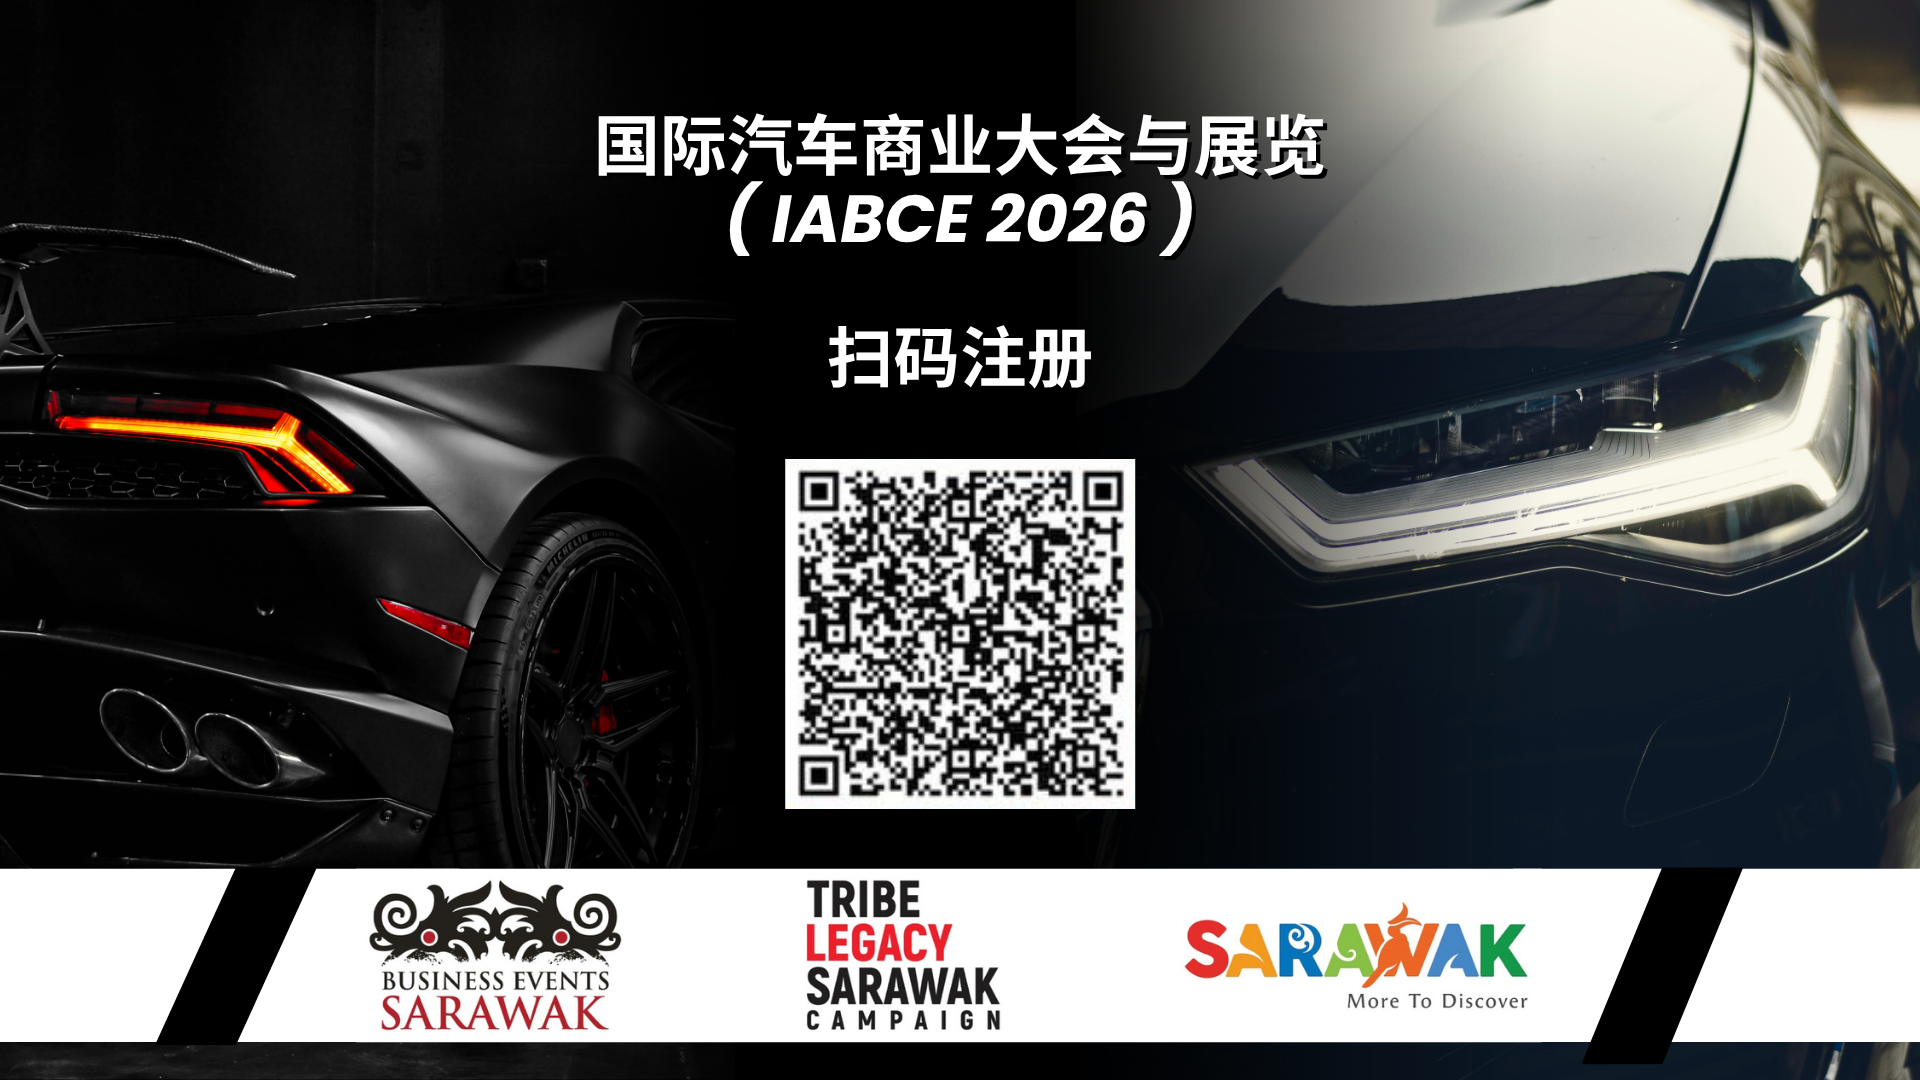 国际汽车商业大会与展览
( IABCE 2026 )
扫码注册
MICHELIN
BUSINESS EVENTS
SARAWAK
TRIBE
LEGACY
SARAWAK
CAMPAIGN
SARAWAK
More To Discover